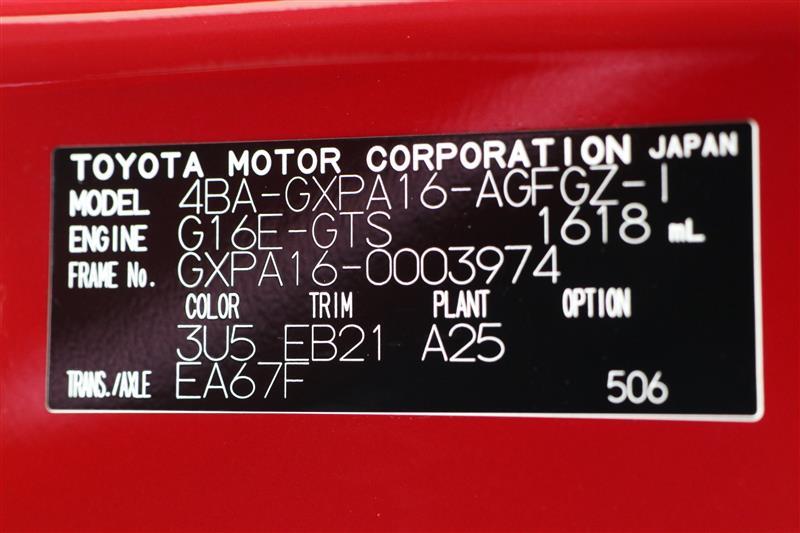 TOYOTA MOTOR CORPORATION JAPAN
MODEL 4BA-GXPA16-AGFGZ-I
ENGINE G16E-GTS 1618 mL
FRAME No. GXPA16-0003974
COLOR TRIM PLANT OPTION
3U5 EB21 A25
TRANS./AXLE EA67F 506